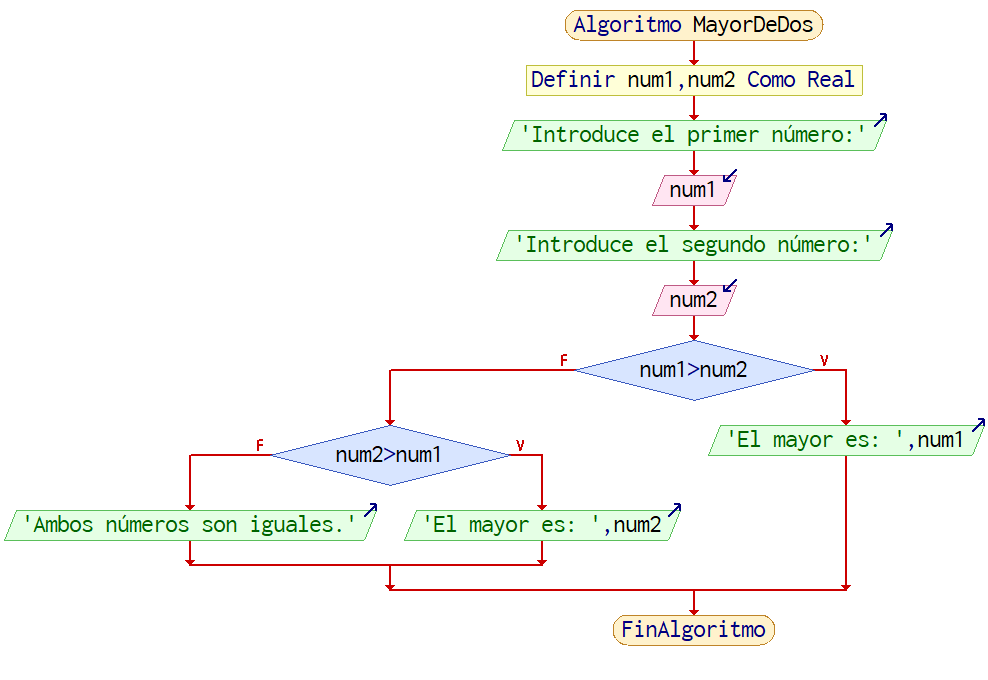 Algoritmo MayorDeDos
Definir num1,num2 Como Real
'Introduce el primer número:'
num1
'Introduce el segundo número:'
num2
num1>num2
F
V
'El mayor es: ',num1
num2>num1
F
V
'Ambos números son iguales.'
'El mayor es: ',num2
FinAlgoritmo